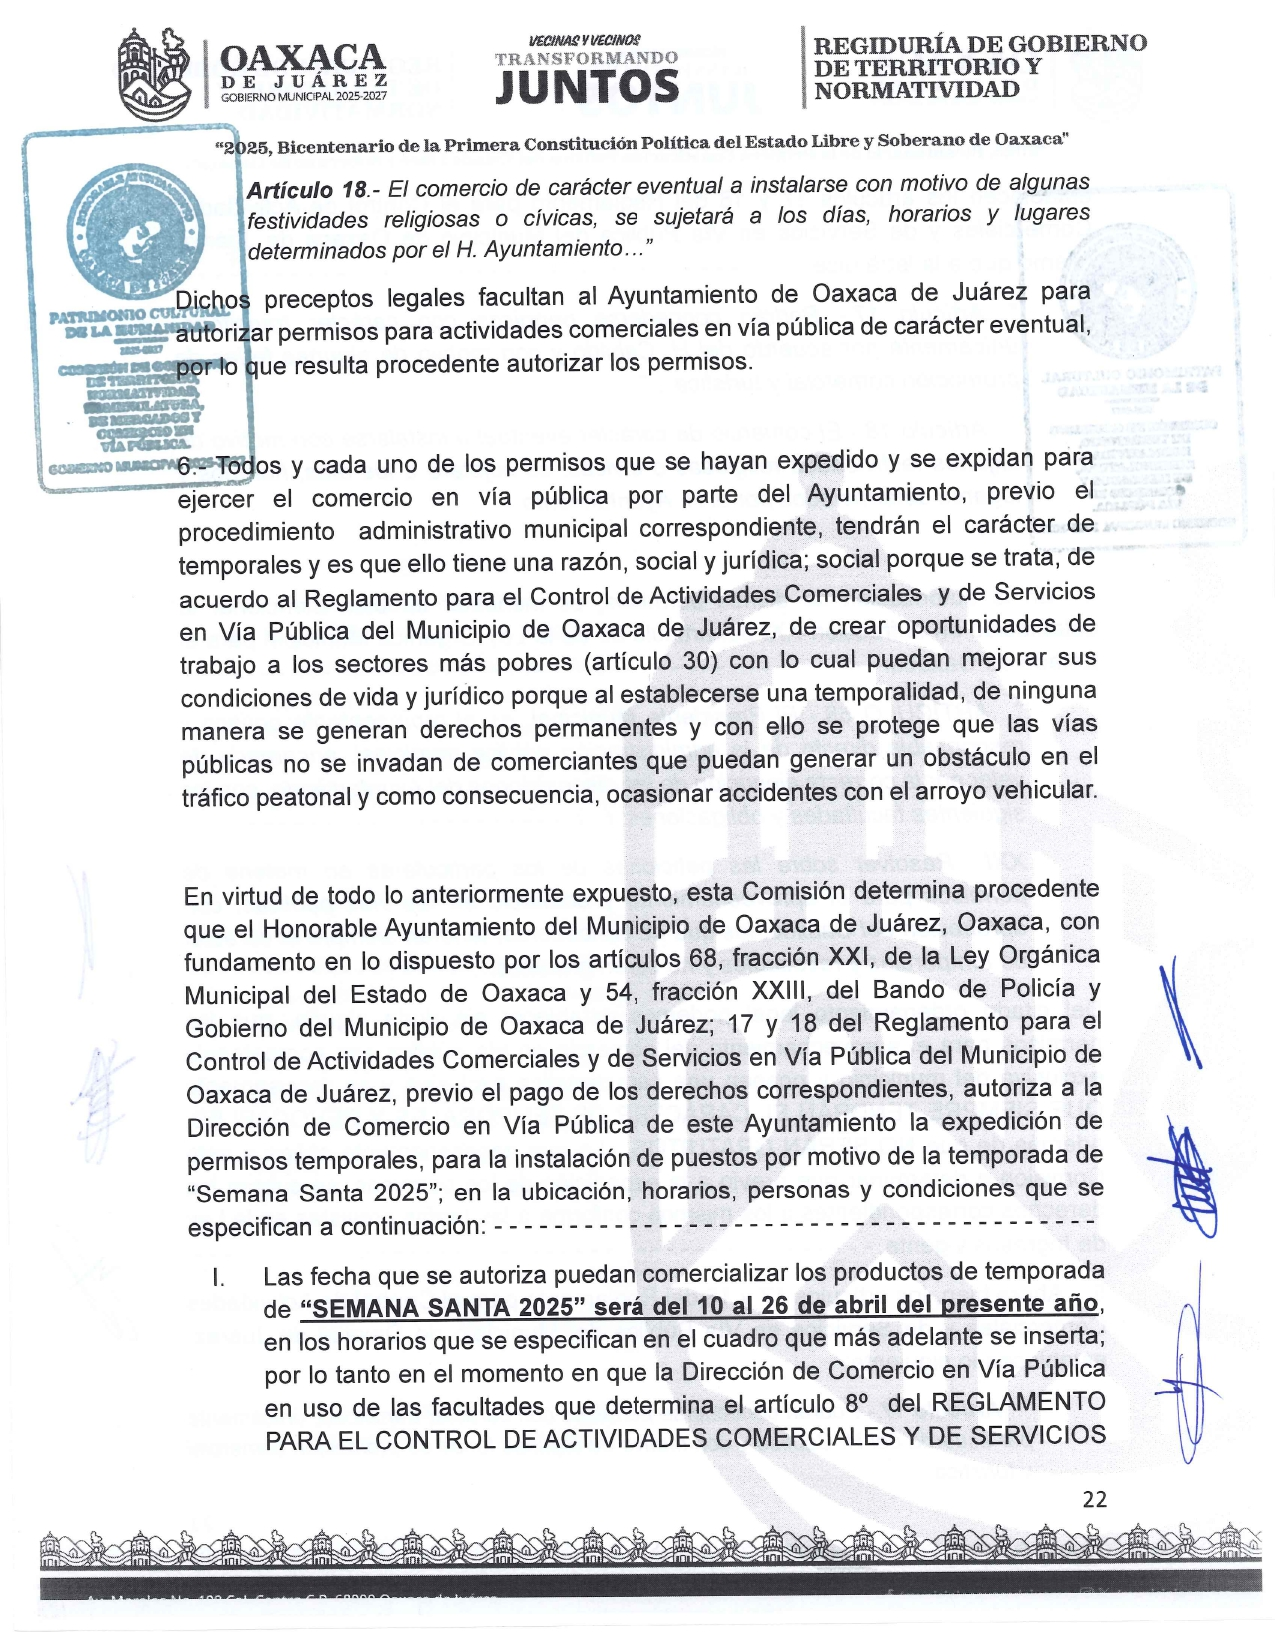 OAXACA
DE JUÁREZ
GOBIERNO MUNICIPAL 2025-2027
VECINAS Y VECINOS
TRANSFORMANDO
JUNTOS
REGIDURÍA DE GOBIERNO
DE TERRITORIO Y
NORMATIVIDAD
“2025, Bicentenario de la Primera Constitución Política del Estado Libre y Soberano de Oaxaca"
Artículo 18.- El comercio de carácter eventual a instalarse con motivo de algunas
festividades religiosas o cívicas, se sujetará a los días, horarios y lugares
determinados por el H. Ayuntamiento…”
PATRIMONIO CULTURAL
DE LA HUMANIDAD
COMISIÓN DE GOBIERNO
DE TERRITORIO,
NORMATIVIDAD,
NOMENCLATURA,
DE MERCADOS Y
COMERCIO EN
VÍA PÚBLICA.
GOBIERNO MUNICIPAL
Dichos preceptos legales facultan al Ayuntamiento de Oaxaca de Juárez para
autorizar permisos para actividades comerciales en vía pública de carácter eventual,
por lo que resulta procedente autorizar los permisos.
6.- Todos y cada uno de los permisos que se hayan expedido y se expidan para
ejercer el comercio en vía pública por parte del Ayuntamiento, previo el
procedimiento administrativo municipal correspondiente, tendrán el carácter de
temporales y es que ello tiene una razón, social y jurídica; social porque se trata, de
acuerdo al Reglamento para el Control de Actividades Comerciales y de Servicios
en Vía Pública del Municipio de Oaxaca de Juárez, de crear oportunidades de
trabajo a los sectores más pobres (artículo 30) con lo cual puedan mejorar sus
condiciones de vida y jurídico porque al establecerse una temporalidad, de ninguna
manera se generan derechos permanentes y con ello se protege que las vías
públicas no se invadan de comerciantes que puedan generar un obstáculo en el
tráfico peatonal y como consecuencia, ocasionar accidentes con el arroyo vehicular.
En virtud de todo lo anteriormente expuesto, esta Comisión determina procedente
que el Honorable Ayuntamiento del Municipio de Oaxaca de Juárez, Oaxaca, con
fundamento en lo dispuesto por los artículos 68, fracción XXI, de la Ley Orgánica
Municipal del Estado de Oaxaca y 54, fracción XXIII, del Bando de Policía y
Gobierno del Municipio de Oaxaca de Juárez; 17 y 18 del Reglamento para el
Control de Actividades Comerciales y de Servicios en Vía Pública del Municipio de
Oaxaca de Juárez, previo el pago de los derechos correspondientes, autoriza a la
Dirección de Comercio en Vía Pública de este Ayuntamiento la expedición de
permisos temporales, para la instalación de puestos por motivo de la temporada de
“Semana Santa 2025”; en la ubicación, horarios, personas y condiciones que se
especifican a continuación: - - - - - - - - - - - - - - - - - - - - - - - - - - - - - - - - - - - - - - - -
I. Las fecha que se autoriza puedan comercializar los productos de temporada
de “SEMANA SANTA 2025” será del 10 al 26 de abril del presente año,
en los horarios que se especifican en el cuadro que más adelante se inserta;
por lo tanto en el momento en que la Dirección de Comercio en Vía Pública
en uso de las facultades que determina el artículo 8º del REGLAMENTO
PARA EL CONTROL DE ACTIVIDADES COMERCIALES Y DE SERVICIOS
22